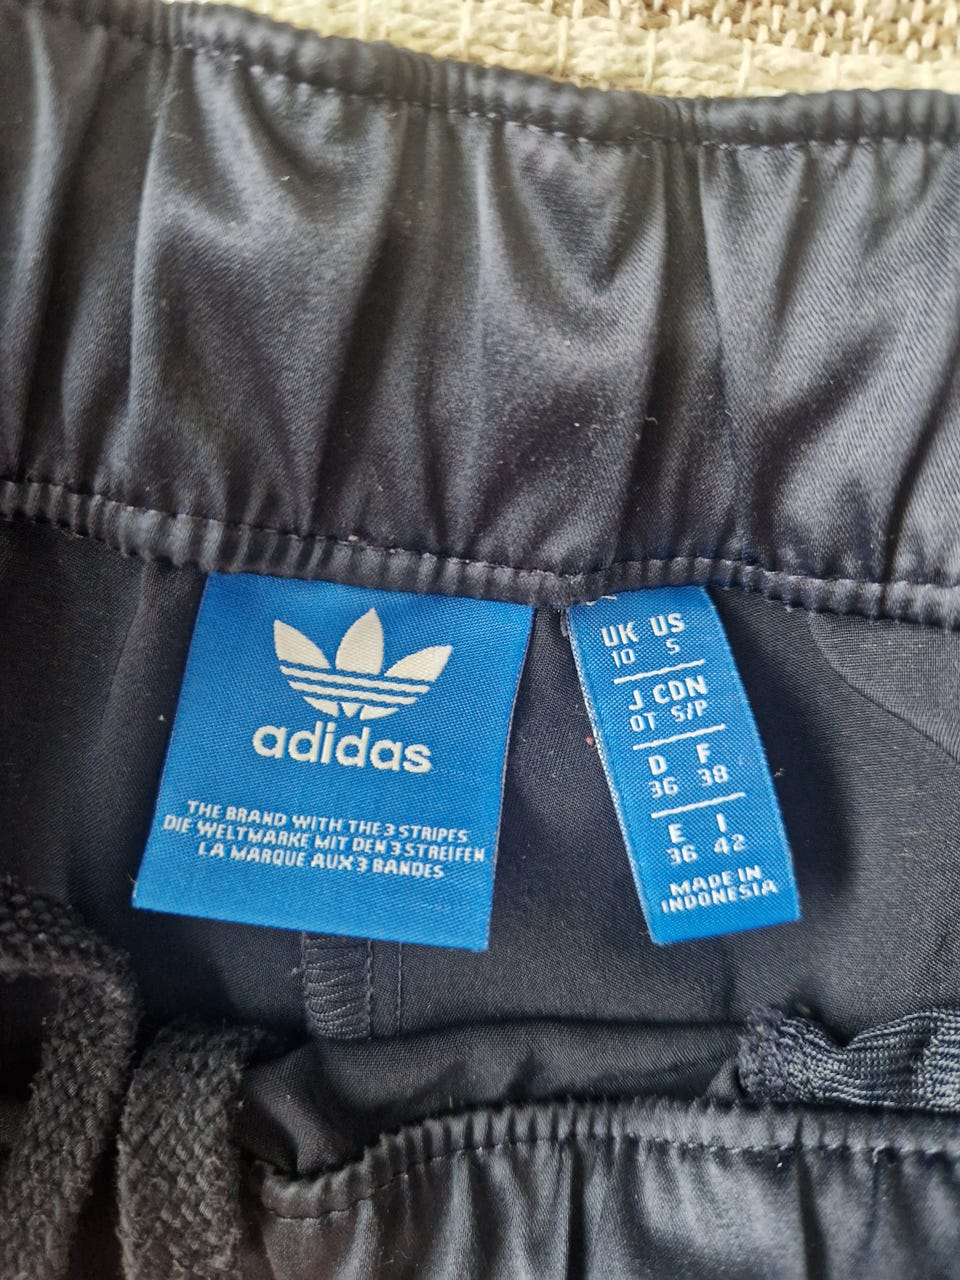 adidas
THE BRAND WITH THE 3 STRIPES
DIE WELTMARKE MIT DEN 3 STREIFEN
LA MARQUE AUX 3 BANDES
UK US
10 S
J CDN
OT S/P
D F
36 38
E I
36 42
MADE IN
INDONESIA